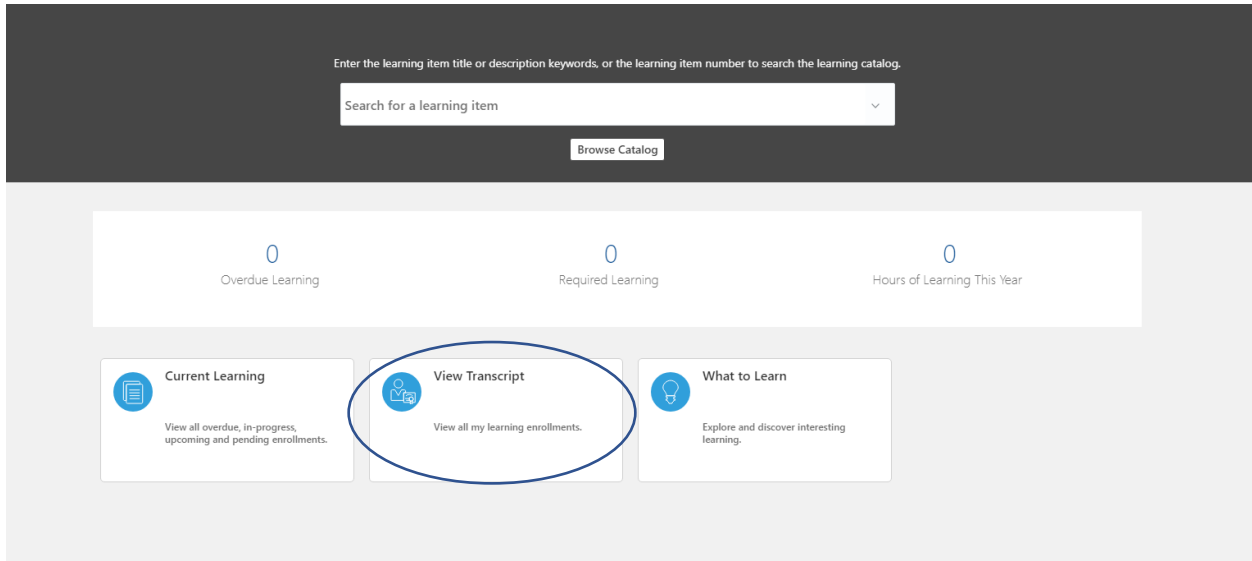 Enter the learning item title or description keywords, or the learning item number to search the learning catalog.
Search for a learning item
Browse Catalog
0
Overdue Learning
0
Required Learning
0
Hours of Learning This Year
Current Learning
View all overdue, in-progress,
upcoming and pending enrollments.
View Transcript
View all my learning enrollments.
What to Learn
Explore and discover interesting
learning.